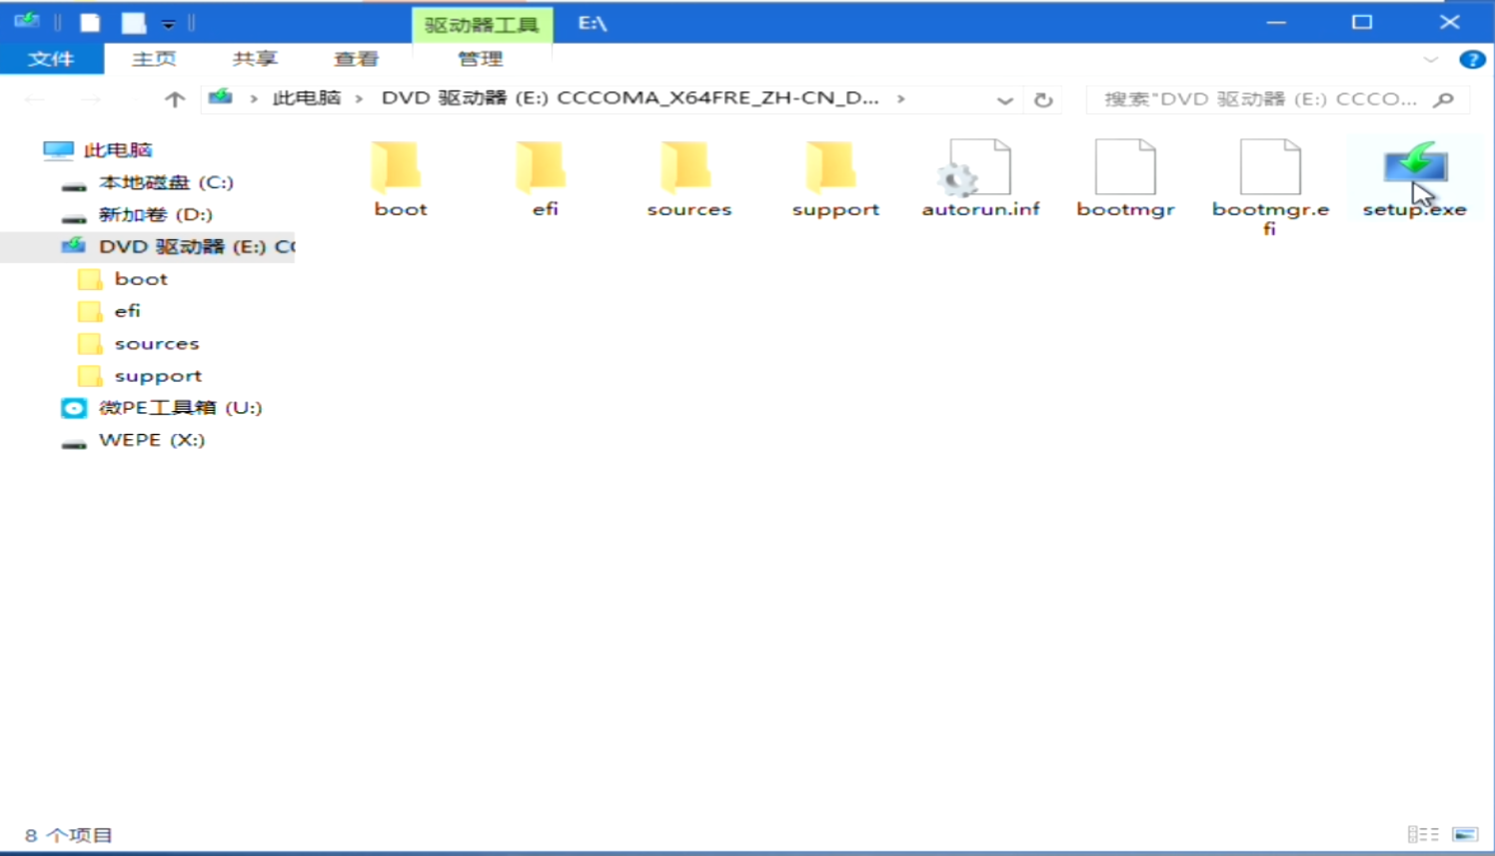 驱动器工具 E:\
文件 主页 共享 查看 管理
此电脑 › DVD 驱动器 (E:) CCCOMA_X64FRE_ZH-CN_D... ›
搜索"DVD 驱动器 (E:) CCCO...
此电脑
本地磁盘 (C:)
新加卷 (D:)
DVD 驱动器 (E:) CC
boot
efi
sources
support
微PE工具箱 (U:)
WEPE (X:)
boot
efi
sources
support
autorun.inf
bootmgr
bootmgr.e
fi
setup.exe
8 个项目